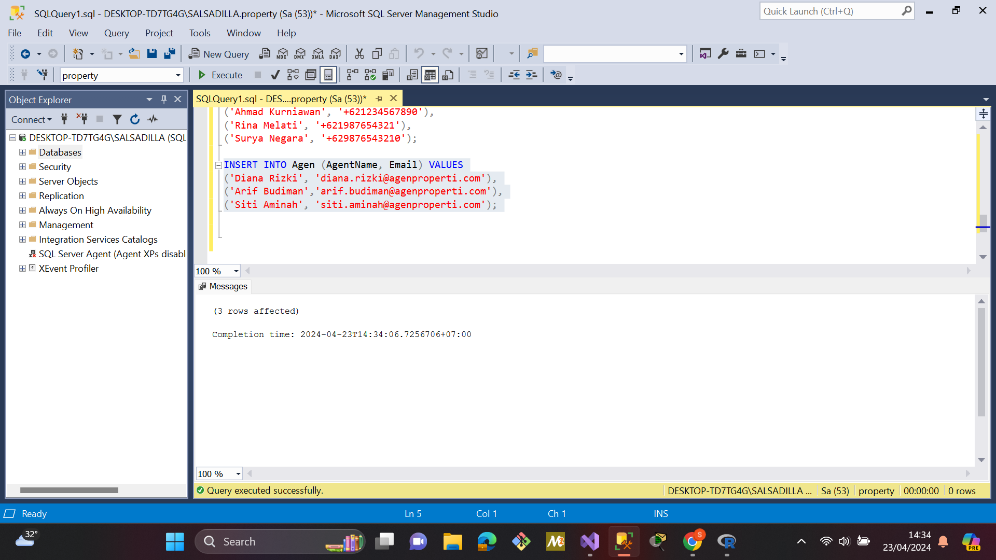 SQLQuery1.sql - DESKTOP-TD7TG4G\SALSADILLA.property (Sa (53))* - Microsoft SQL Server Management Studio
Quick Launch (Ctrl+Q)
File Edit View Query Project Tools Window Help
New Query
property
Execute
Object Explorer
SQLQuery1.sql - DES....property (Sa (53))*
Connect
DESKTOP-TD7TG4G\SALSADILLA (SQL
Databases
Security
Server Objects
Replication
Always On High Availability
Management
Integration Services Catalogs
SQL Server Agent (Agent XPs disabl
XEvent Profiler
('Ahmad Kurniawan', '+621234567890'),
('Rina Melati', '+621987654321'),
('Surya Negara', '+629876543210');
INSERT INTO Agen (AgentName, Email) VALUES
('Diana Rizki', 'diana.rizki@agenproperti.com'),
('Arif Budiman','arif.budiman@agenproperti.com'),
('Siti Aminah', 'siti.aminah@agenproperti.com');
100 %
Messages
(3 rows affected)
Completion time: 2024-04-23T14:34:06.7256706+07:00
100 %
Query executed successfully.
DESKTOP-TD7TG4G\SALSADILLA ... Sa (53) property 00:00:00 0 rows
Ready
Ln 5 Col 1 Ch 1 INS
32°
Search
8
14:34
23/04/2024
PRE